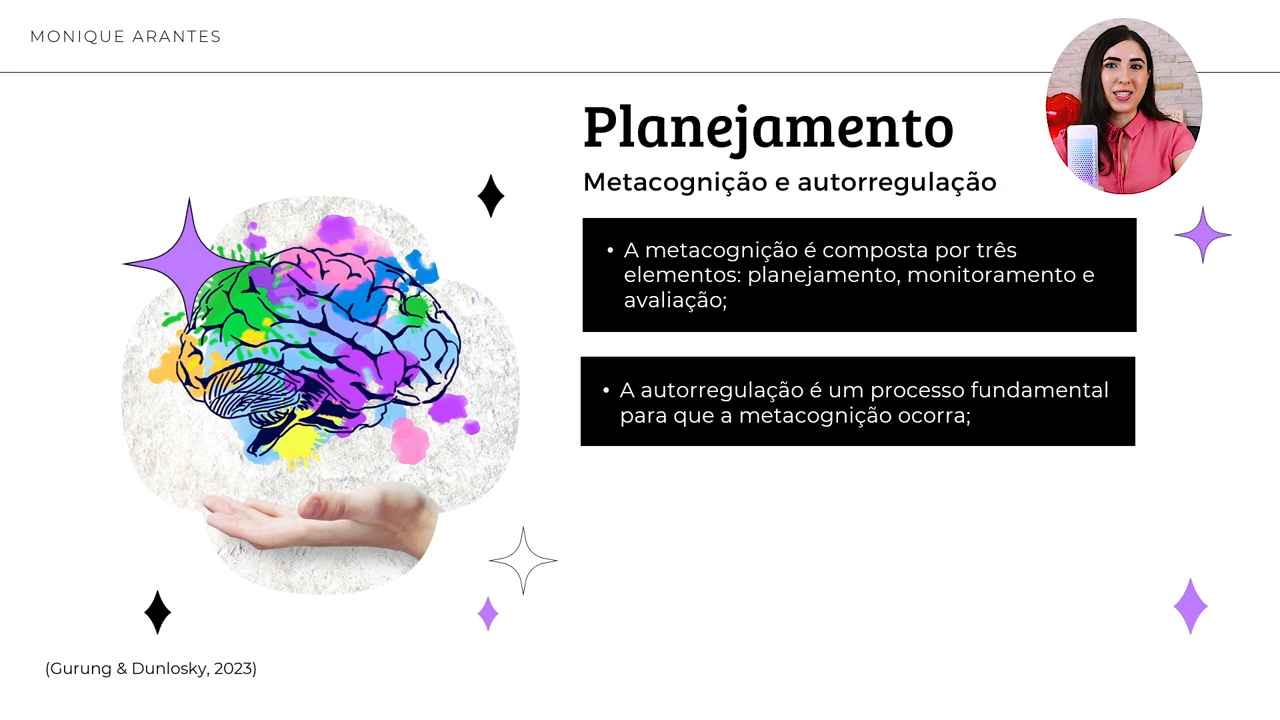 MONIQUE ARANTES
Planejamento
Metacognição e autorregulação
• A metacognição é composta por três
elementos: planejamento, monitoramento e
avaliação;
• A autorregulação é um processo fundamental
para que a metacognição ocorra;
(Gurung & Dunlosky, 2023)